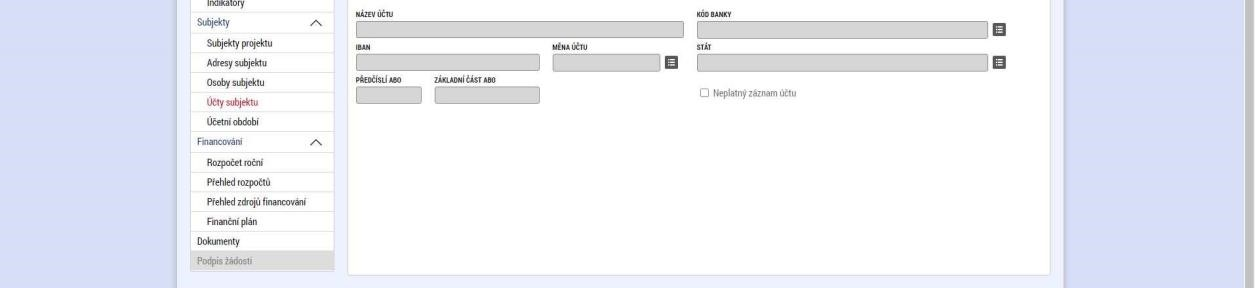 Indikátory
Subjekty
Subjekty projektu
Adresy subjektu
Osoby subjektu
Účty subjektu
Účetní období
Financování
Rozpočet roční
Přehled rozpočtů
Přehled zdrojů financování
Finanční plán
Dokumenty
Podpis žádosti
NÁZEV ÚČTU KÓD BANKY
IBAN MĚNA ÚČTU STÁT
PŘEDČÍSLÍ ABO ZÁKLADNÍ ČÁST ABO
Neplatný záznam účtu